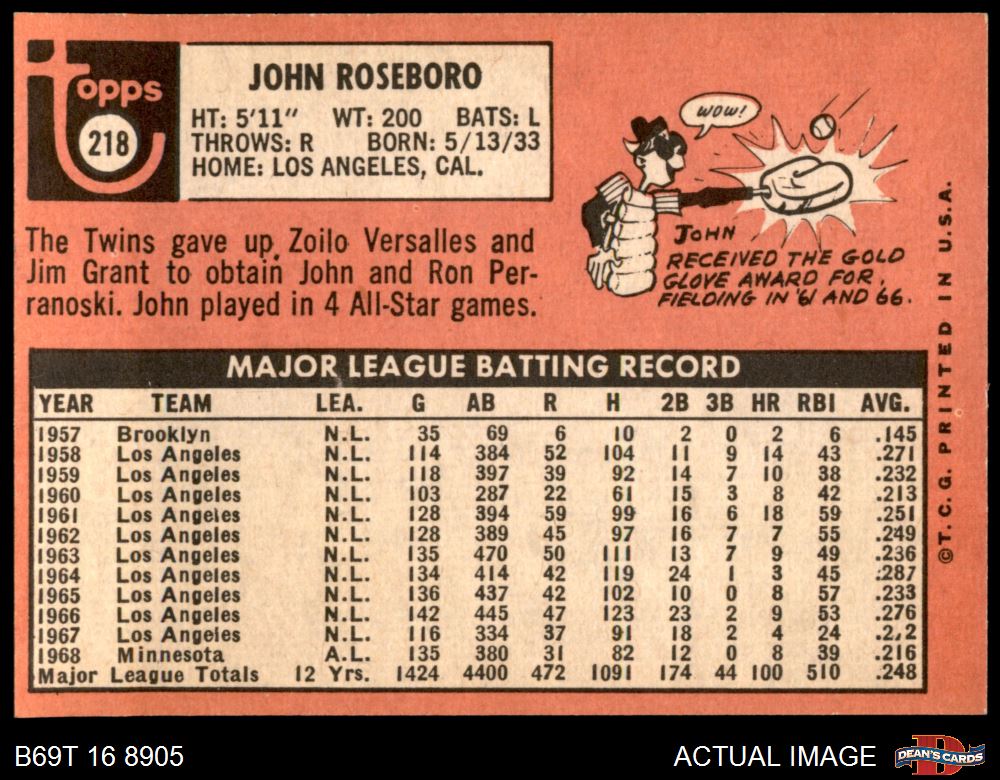 topps
218
JOHN ROSEBORO
HT: 5'11" WT: 200 BATS: L
THROWS: R BORN: 5/13/33
HOME: LOS ANGELES, CAL.
The Twins gave up Zoilo Versalles and
Jim Grant to obtain John and Ron Per-
ranoski. John played in 4 All-Star games.
WOW!
JOHN
RECEIVED THE GOLD
GLOVE AWARD FOR
FIELDING IN '61 AND 66.
MAJOR LEAGUE BATTING RECORD
YEAR TEAM LEA. G AB R H 2B 3B HR RBI AVG.
1957 Brooklyn N.L. 35 69 6 10 2 0 2 6 .145
1958 Los Angeles N.L. 114 384 52 104 11 9 14 43 .271
1959 Los Angeles N.L. 118 397 39 92 14 7 10 38 .232
1960 Los Angeles N.L. 103 287 22 61 15 3 8 42 .213
1961 Los Angeles N.L. 128 394 59 99 16 6 18 59 .251
1962 Los Angeles N.L. 128 389 45 97 16 7 7 55 .249
1963 Los Angeles N.L. 135 470 50 111 13 7 9 49 .236
1964 Los Angeles N.L. 134 414 42 119 24 1 3 45 .287
1965 Los Angeles N.L. 136 437 42 102 10 0 8 57 .233
1966 Los Angeles N.L. 142 445 47 123 23 2 9 53 .276
1967 Los Angeles N.L. 116 334 37 91 18 2 4 24
1968 Minnesota A.L. 135 380 31 82 12 0 8 39 .216
Major League Totals 12 Yrs. 1424 4400 472 1091 174 44 100 510 .248
©T.C.G. PRINTED IN U.S.A.
B69T 16 8905
ACTUAL IMAGE
D
DEAN'S CARDS